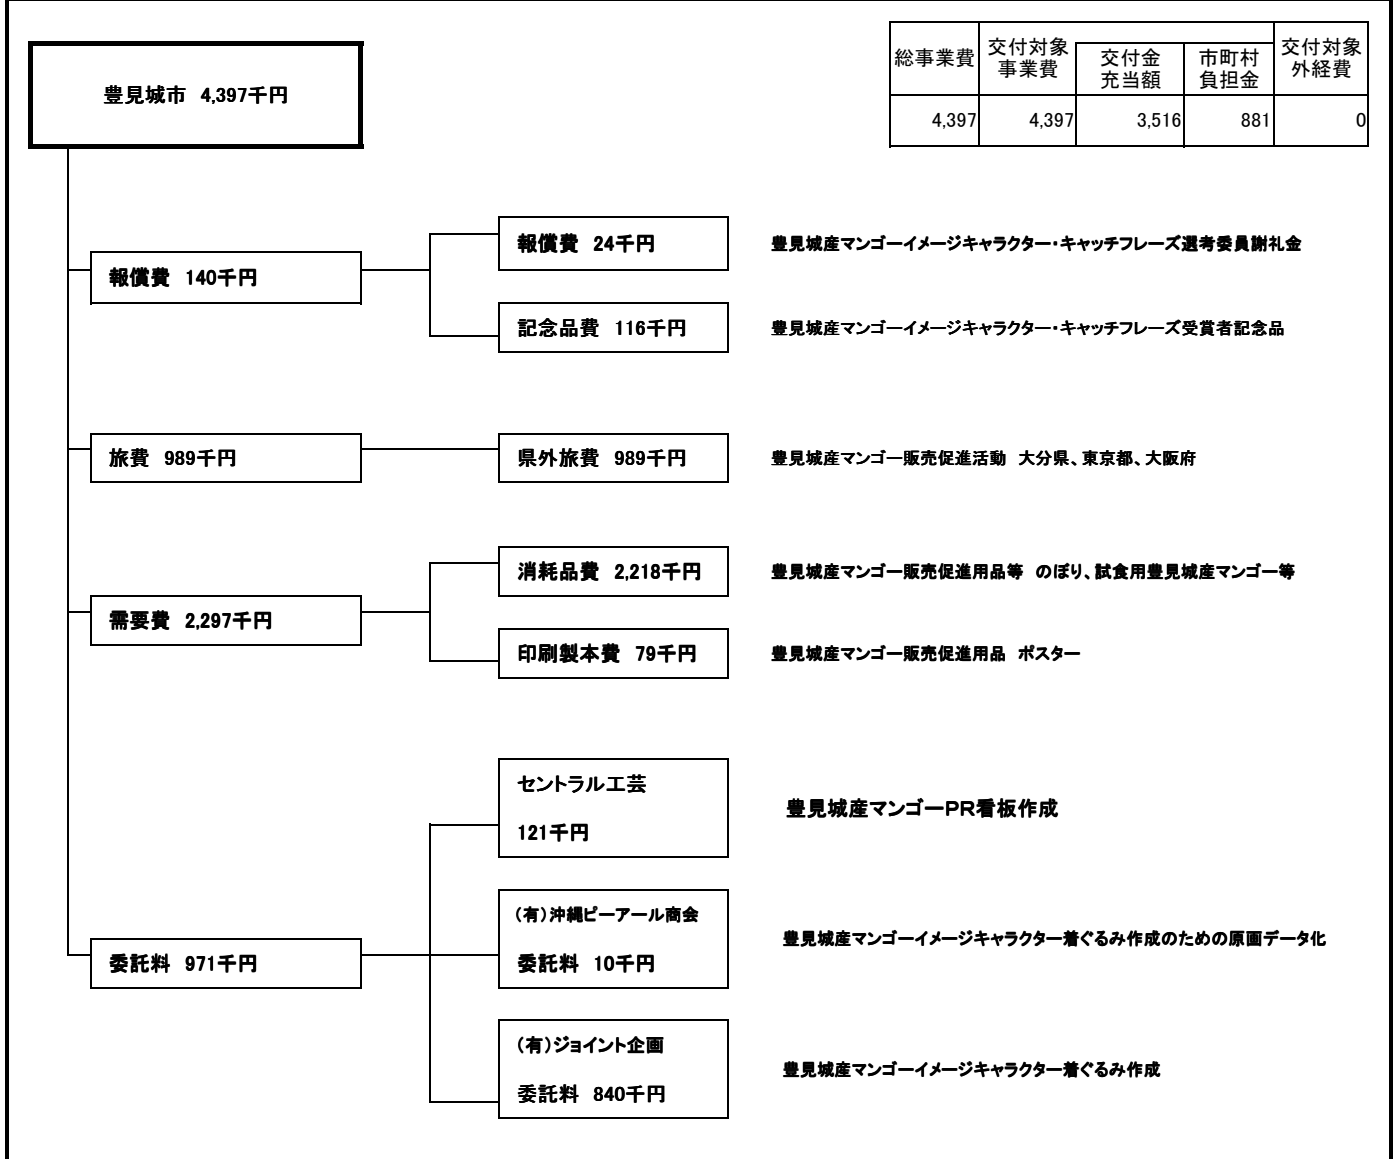 総事業費 交付対象事業費 交付金充当額 市町村負担金 交付対象外経費
4,397 4,397 3,516 881 0
豊見城市 4,397千円
報償費 140千円
報償費 24千円 豊見城産マンゴーイメージキャラクター・キャッチフレーズ選考委員謝礼金
記念品費 116千円 豊見城産マンゴーイメージキャラクター・キャッチフレーズ受賞者記念品
旅費 989千円
県外旅費 989千円 豊見城産マンゴー販売促進活動 大分県、東京都、大阪府
需要費 2,297千円
消耗品費 2,218千円 豊見城産マンゴー販売促進用品等 のぼり、試食用豊見城産マンゴー等
印刷製本費 79千円 豊見城産マンゴー販売促進用品 ポスター
委託料 971千円
セントラル工芸
121千円
豊見城産マンゴーPR看板作成
(有)沖縄ピーアール商会
委託料 10千円
豊見城産マンゴーイメージキャラクター着ぐるみ作成のための原画データ化
(有)ジョイント企画
委託料 840千円
豊見城産マンゴーイメージキャラクター着ぐるみ作成